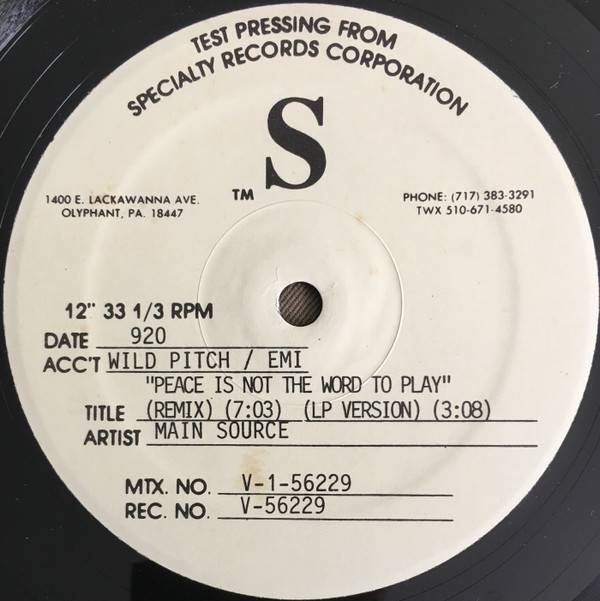 TEST PRESSING FROM
SPECIALTY RECORDS CORPORATION
S
TM
1400 E. LACKAWANNA AVE.
OLYPHANT, PA. 18447
PHONE: (717) 383-3291
TWX 510-671-4580
12" 33 1/3 RPM
DATE 920
ACC'T WILD PITCH / EMI
"PEACE IS NOT THE WORD TO PLAY"
TITLE (REMIX) (7:03) (LP VERSION) (3:08)
ARTIST MAIN SOURCE
MTX. NO. V-1-56229
REC. NO. V-56229